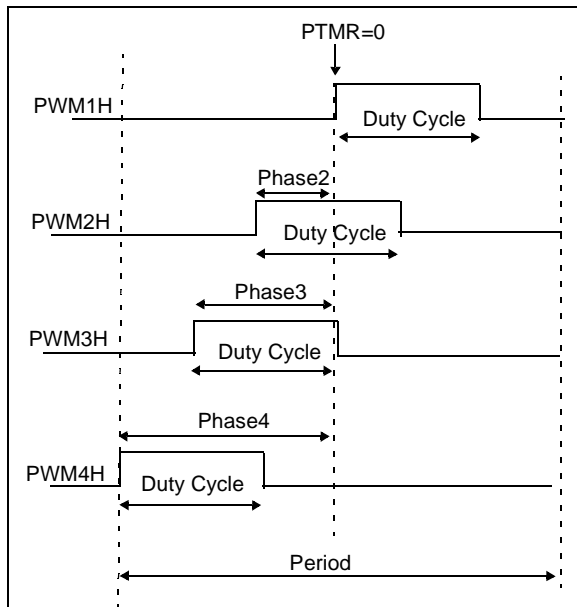 PTMR=0
PWM1H
Duty Cycle
Phase2
PWM2H
Duty Cycle
Phase3
PWM3H
Duty Cycle
Phase4
PWM4H
Duty Cycle
Period